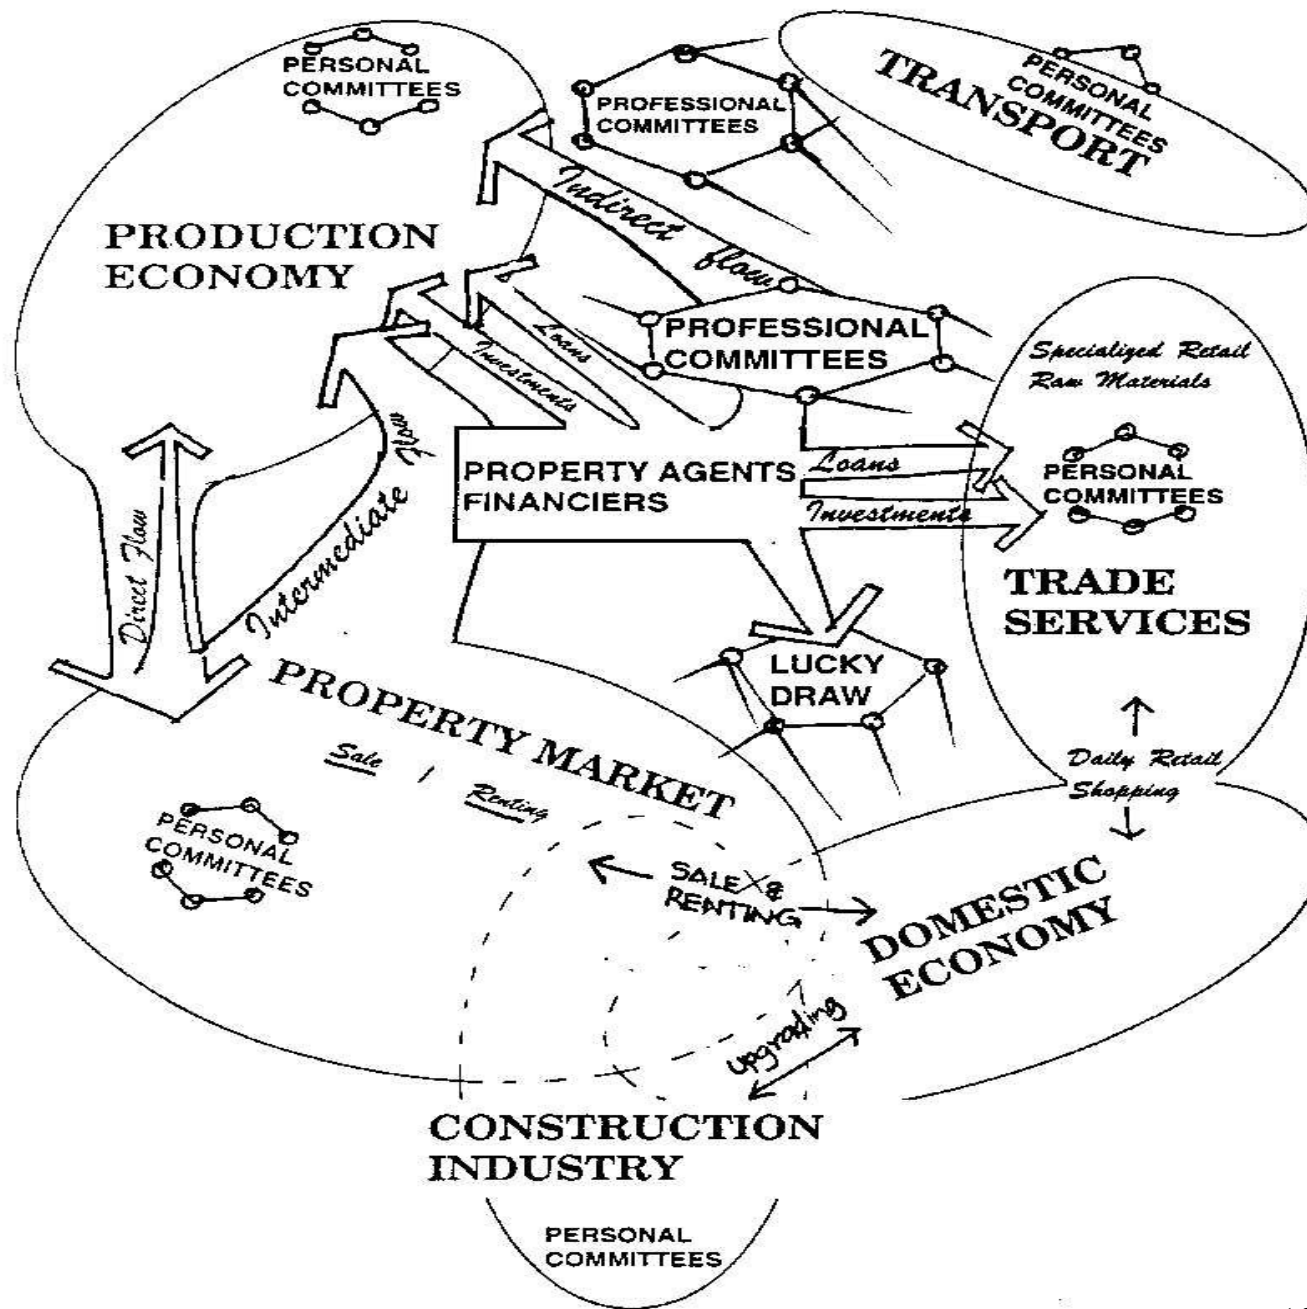 PERSONAL
COMMITTEES
PROFESSIONAL
COMMITTEES
PERSONAL
COMMITTEES
TRANSPORT
PRODUCTION
ECONOMY
Indirect flow
Loans
Investments
PROFESSIONAL
COMMITTEES
Specialized Retail
Raw Materials
PERSONAL
COMMITTEES
TRADE
SERVICES
PROPERTY AGENTS
FINANCIERS
Loans
Investments
Direct Flow
Intermediate Flow
LUCKY
DRAW
PROPERTY MARKET
Sale / Renting
Daily Retail
Shopping
PERSONAL
COMMITTEES
SALE &
RENTING
DOMESTIC
ECONOMY
Upgrading
CONSTRUCTION
INDUSTRY
PERSONAL
COMMITTEES